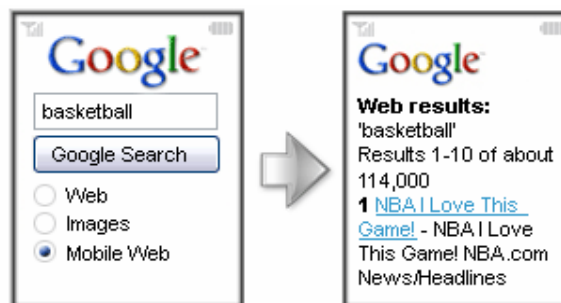 Google
basketball
Google Search
Web
Images
Mobile Web
Google
Web results:
'basketball'
Results 1-10 of about
114,000
1 NBA I Love This
Game! - NBA I Love
This Game! NBA.com
News/Headlines